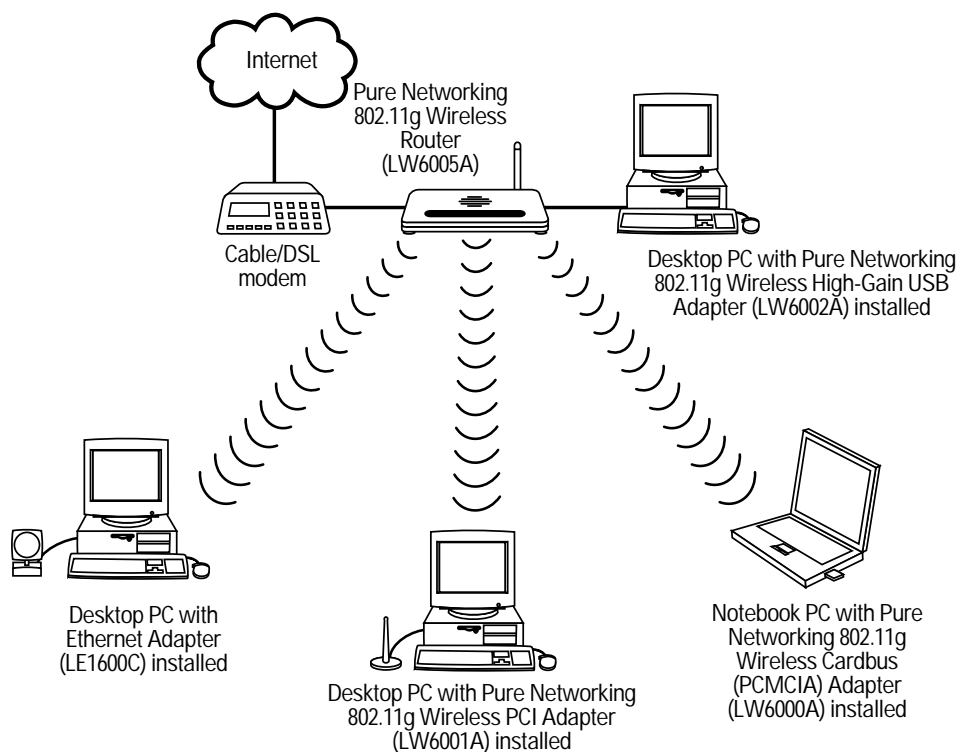 Internet
Pure Networking
802.11g Wireless
Router
(LW6005A)
Cable/DSL
modem
Desktop PC with Pure Networking
802.11g Wireless High-Gain USB
Adapter (LW6002A) installed
Desktop PC with
Ethernet Adapter
(LE1600C) installed
Desktop PC with Pure Networking
802.11g Wireless PCI Adapter
(LW6001A) installed
Notebook PC with Pure
Networking 802.11g
Wireless Cardbus
(PCMCIA) Adapter
(LW6000A) installed